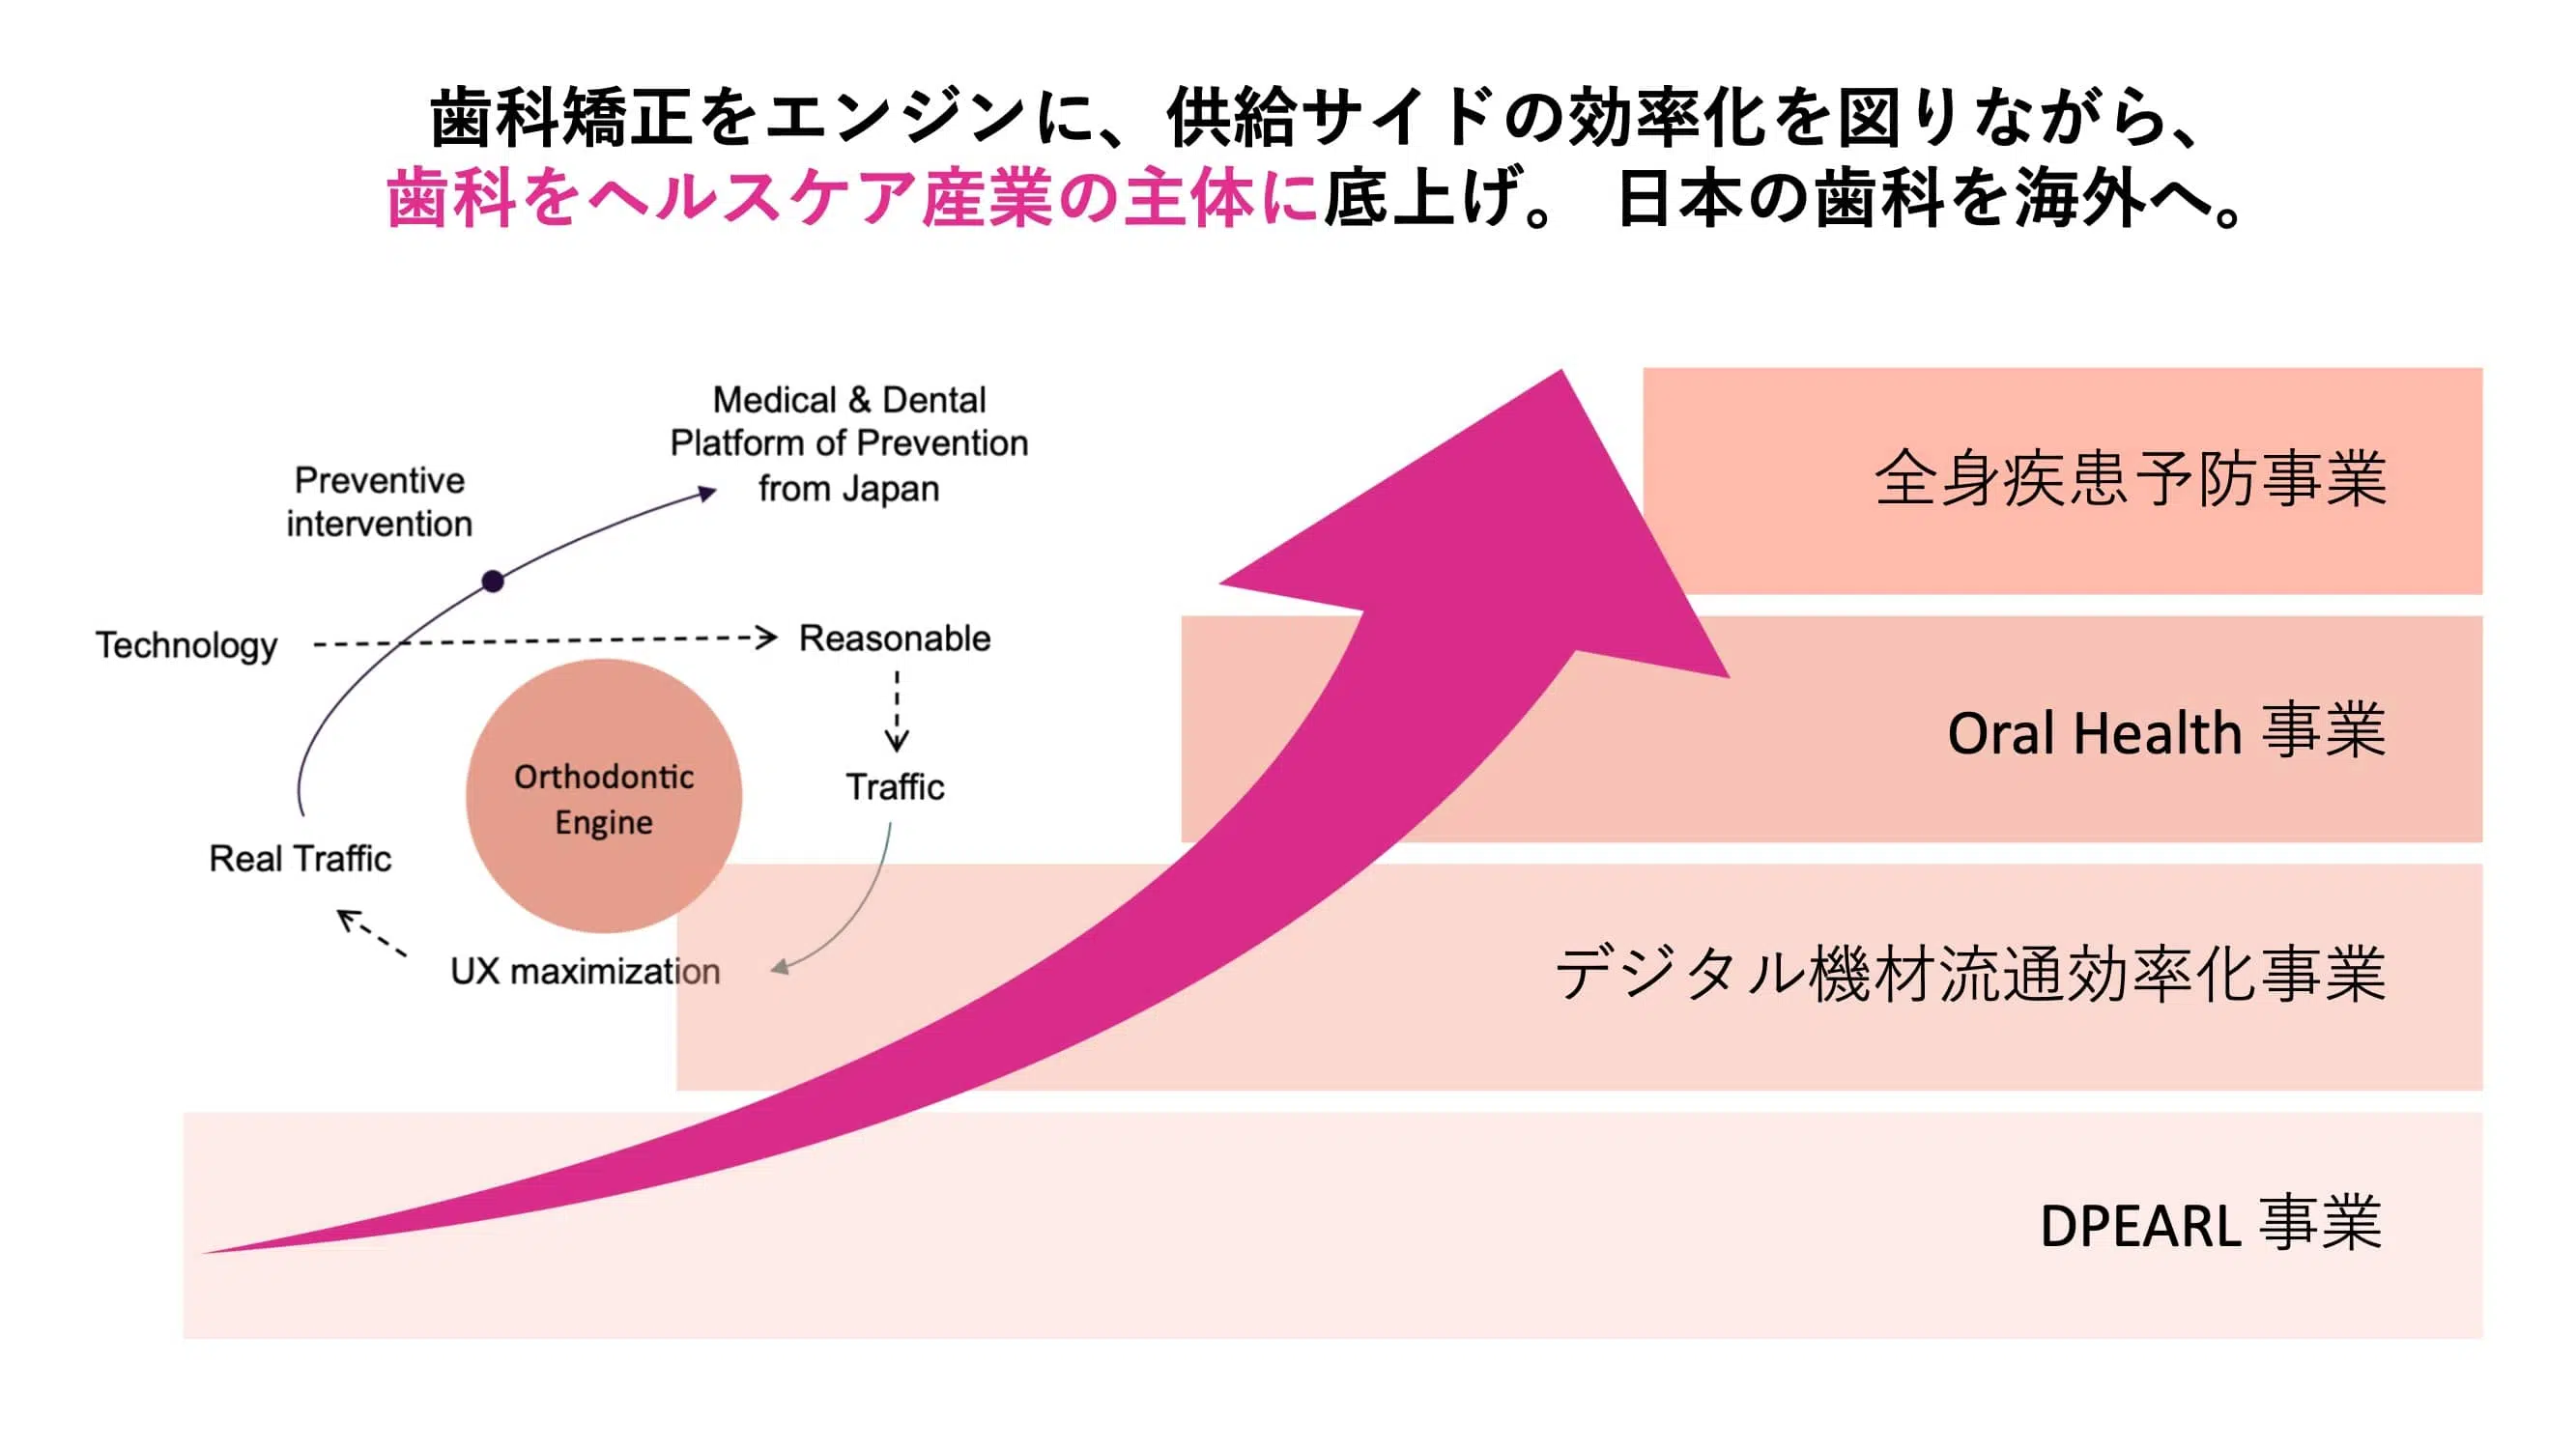 歯科矯正をエンジンに、供給サイドの効率化を図りながら、
歯科をヘルスケア産業の主体に底上げ。 日本の歯科を海外へ。
Medical & Dental
Platform of Prevention
from Japan
Preventive
intervention
Technology
Reasonable
Orthodontic
Engine
Traffic
Real Traffic
UX maximization
全身疾患予防事業
Oral Health 事業
デジタル機材流通効率化事業
DPEARL 事業